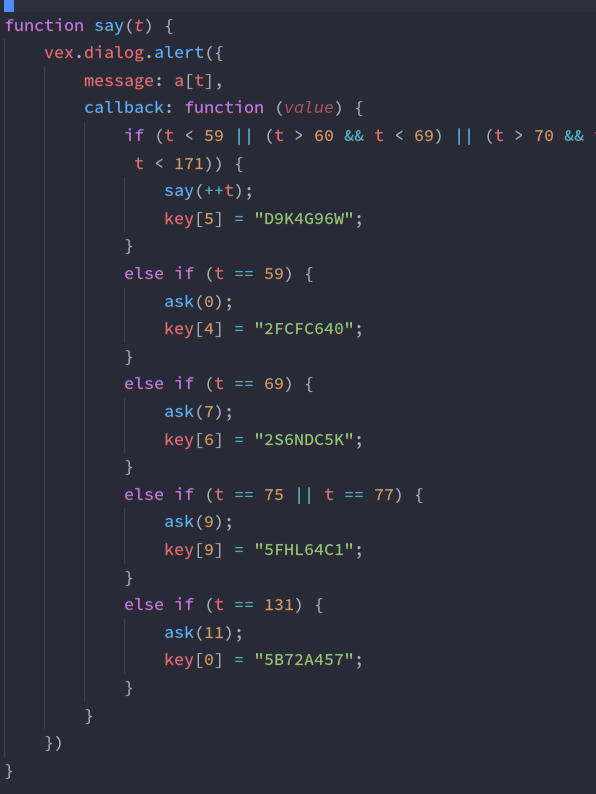 function say(t) {
    vex.dialog.alert({
        message: a[t],
        callback: function (value) {
            if (t < 59 || (t > 60 && t < 69) || (t > 70 &&
             t < 171)) {
                say(++t);
                key[5] = "D9K4G96W";
            }
            else if (t == 59) {
                ask(0);
                key[4] = "2FCFC640";
            }
            else if (t == 69) {
                ask(7);
                key[6] = "2S6NDC5K";
            }
            else if (t == 75 || t == 77) {
                ask(9);
                key[9] = "5FHL64C1";
            }
            else if (t == 131) {
                ask(11);
                key[0] = "5B72A457";
            }
        }
    })
}